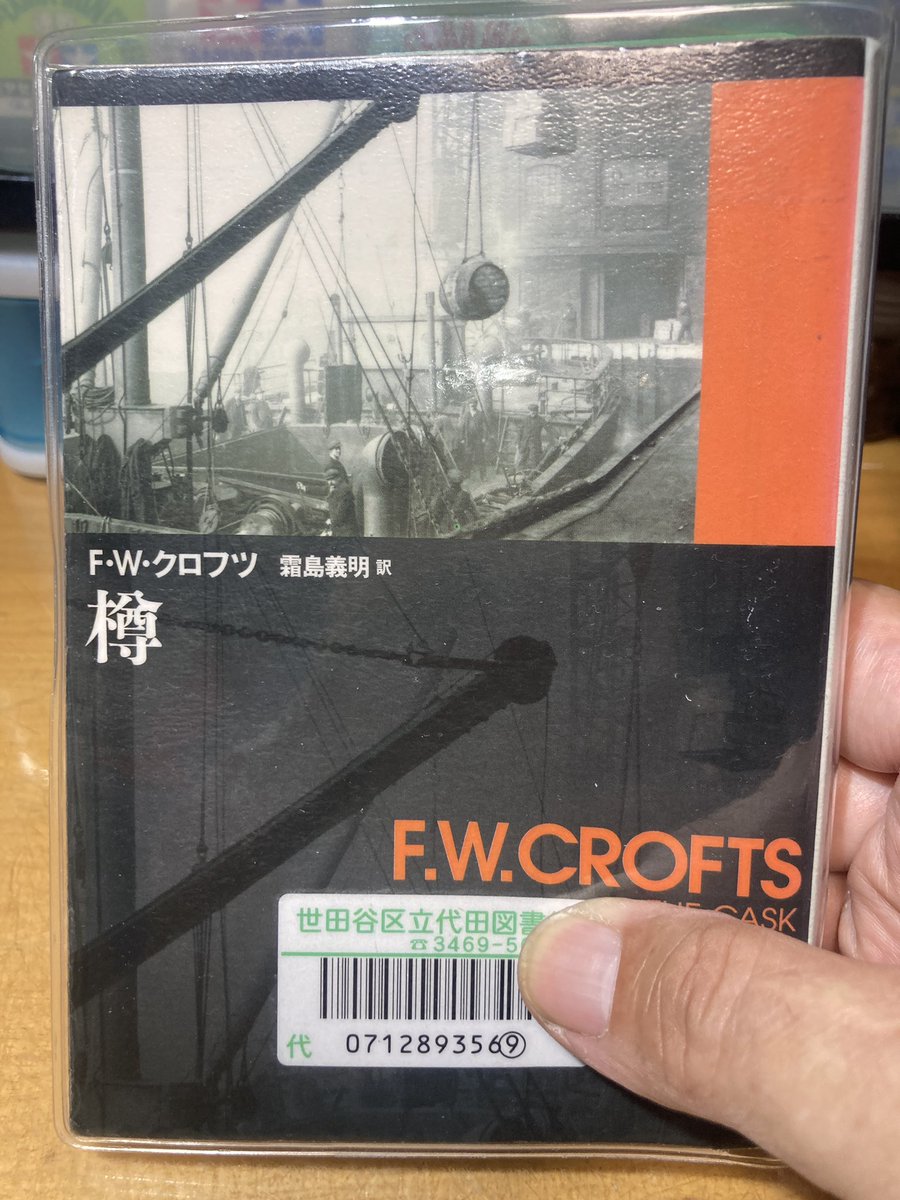 F・W・クロフツ 霜島義明 訳
樽
F.W.CROFTS
CASK
世田谷区立代田図書
☎3469-5
代 0712893569